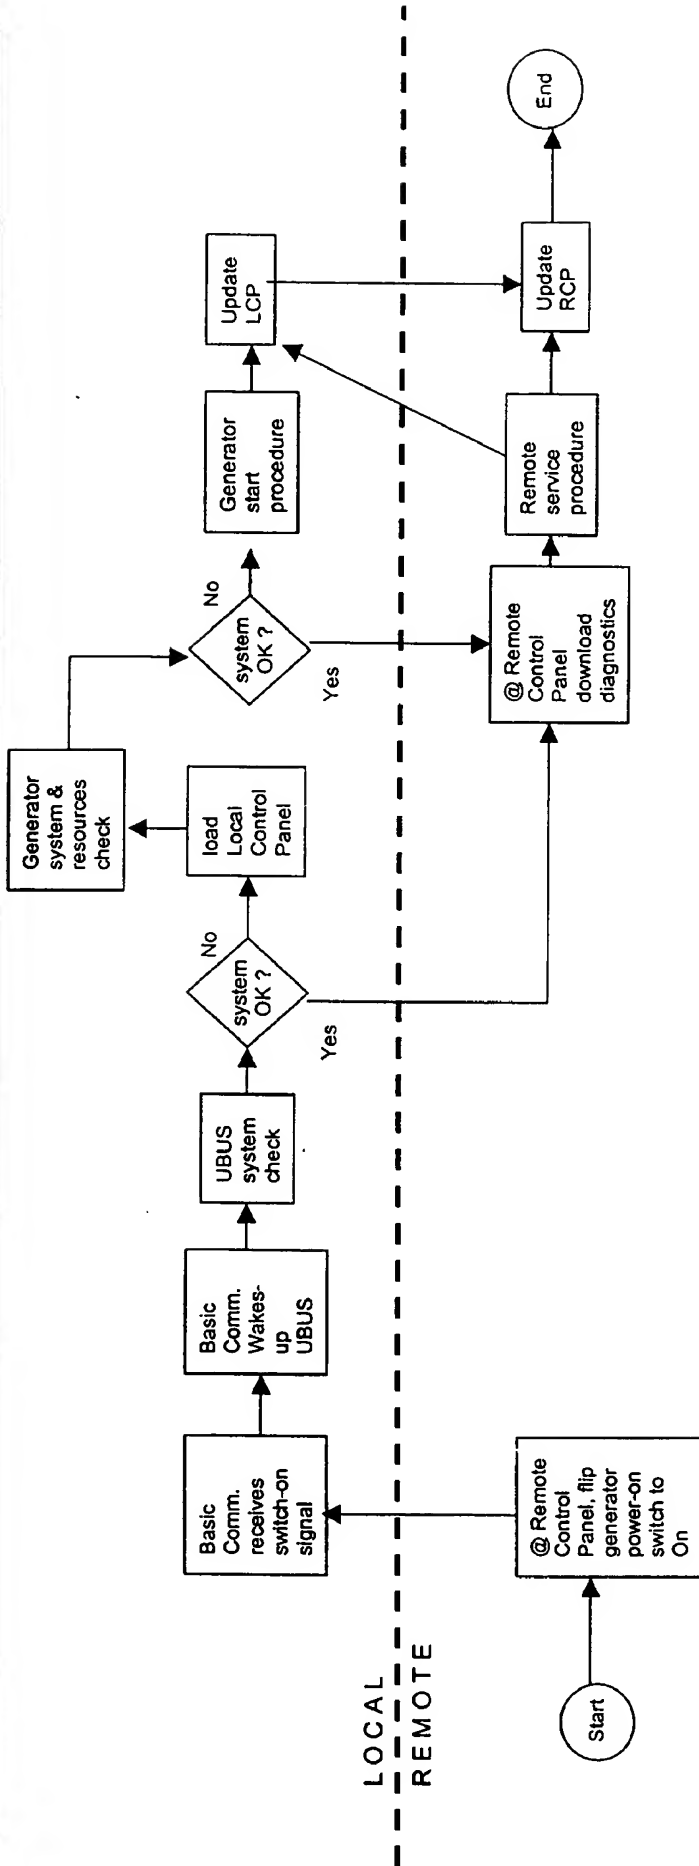 Start
@ Remote
Control
Panel, flip
generator
power-on
switch to
On
Basic
Comm.
receives
switch-on
signal
Basic
Comm.
Wakes-
up
UBUS
UBUS
system
check
system
OK ?
No
Yes
load
Local
Control
Panel
Generator
system &
resources
check
system
OK ?
No
Yes
Generator
start
procedure
Update
LCP
@ Remote
Control
Panel
download
diagnostics
Remote
service
procedure
Update
RCP
End
LOCAL
REMOTE